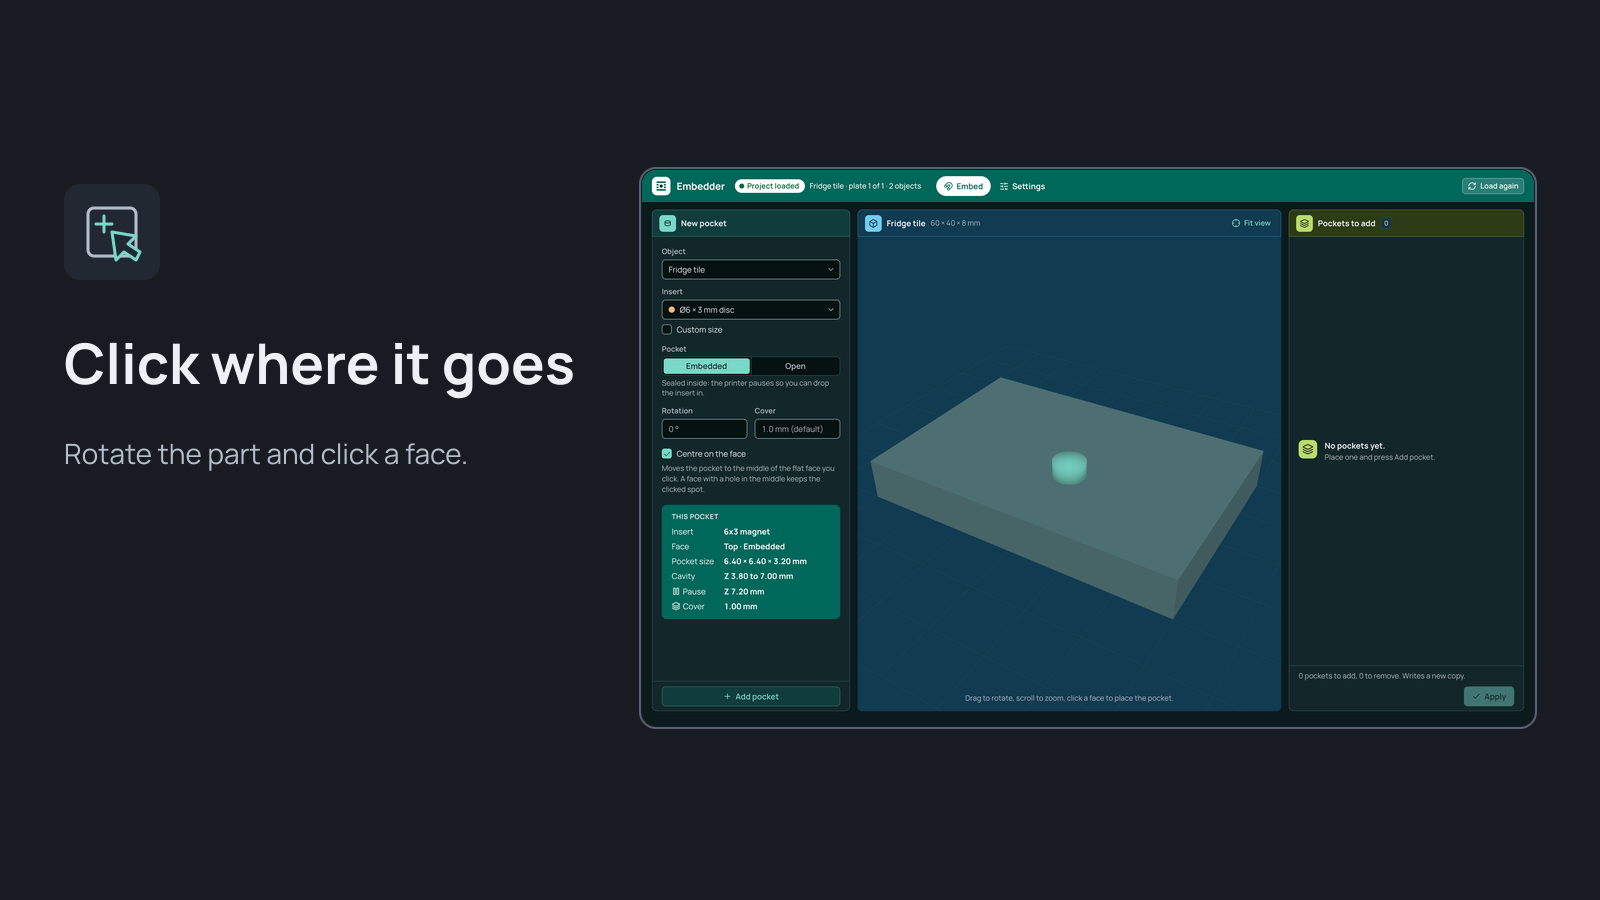 Click where it goes
Rotate the part and click a face.
Embedder
Project loaded
Fridge tile · plate 1 of 1 · 2 objects
Embed
Settings
Load again
New pocket
Object
Fridge tile
Insert
Ø6 × 3 mm disc
Custom size
Pocket
Embedded
Open
Sealed inside: the printer pauses so you can drop
the insert in.
Rotation
Cover
0 °
1.0 mm (default)
Centre on the face
Moves the pocket to the middle of the flat face you
click. A face with a hole in the middle keeps the
clicked spot.
THIS POCKET
Insert 6x3 magnet
Face Top · Embedded
Pocket size 6.40 × 6.40 × 3.20 mm
Cavity Z 3.80 to 7.00 mm
Pause Z 7.20 mm
Cover 1.00 mm
Add pocket
Fridge tile 60 × 40 × 8 mm
Fit view
Drag to rotate, scroll to zoom, click a face to place the pocket.
Pockets to add 0
No pockets yet.
Place one and press Add pocket.
0 pockets to add, 0 to remove. Writes a new copy.
Apply